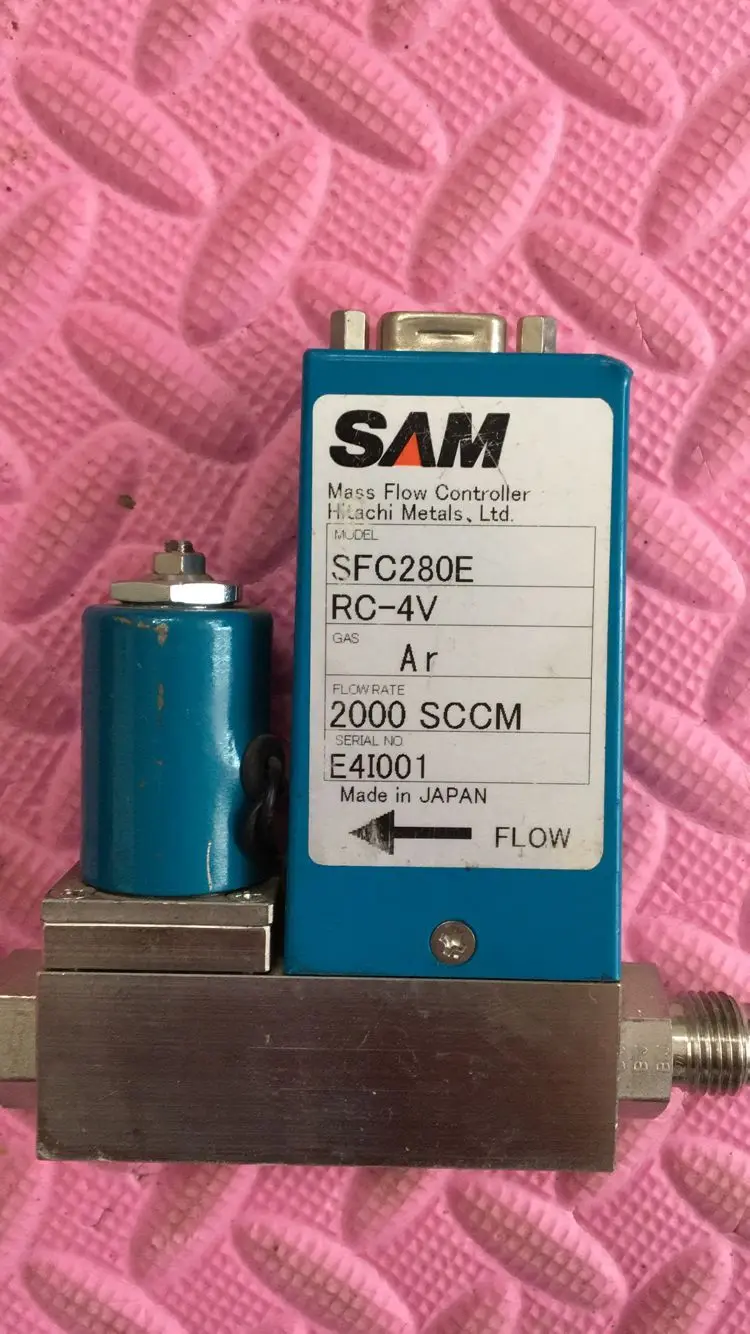 SAM
Mass Flow Controller
Hitachi Metals、Ltd.
MODEL
SFC280E
RC-4V
GAS
Ar
FLOW RATE
2000 SCCM
SERIAL NO.
E4I001
Made in JAPAN
FLOW